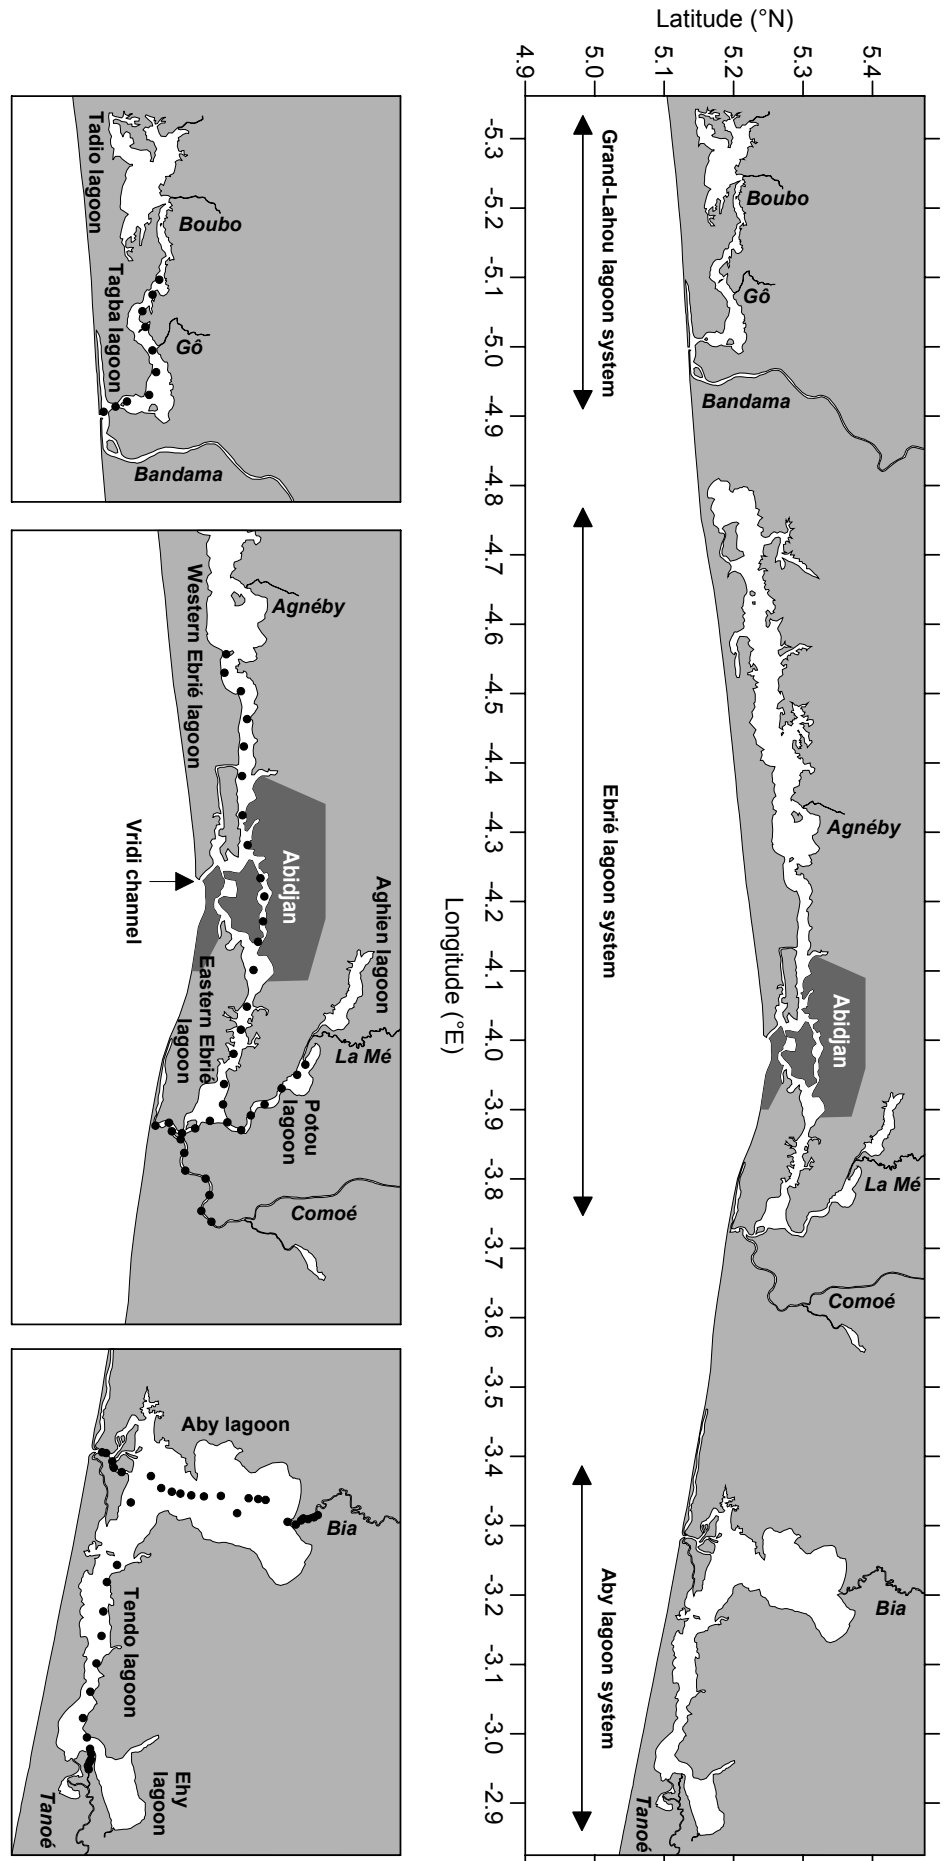 Latitude (°N)
5.4
5.3
5.2
5.1
5.0
4.9
-5.3
-5.2
-5.1
-5.0
-4.9
-4.8
-4.7
-4.6
-4.5
-4.4
-4.3
-4.2
-4.1
-4.0
-3.9
-3.8
-3.7
-3.6
-3.5
-3.4
-3.3
-3.2
-3.1
-3.0
-2.9
Longitude (°E)
Boubo
Gô
Bandama
Agnéby
Abidjan
La Mé
Comoé
Bia
Tanoé
Grand-Lahou lagoon system
Ebrié lagoon system
Aby lagoon system
Boubo
Gô
Bandama
Tadio lagoon
Tagba lagoon
Agnéby
Western Ebrié lagoon
Abidjan
Vridi channel
Aghien lagoon
La Mé
Eastern Ebrié
lagoon
Potou
lagoon
Comoé
Aby lagoon
Bia
Tendo lagoon
Ehy
lagoon
Tanoé